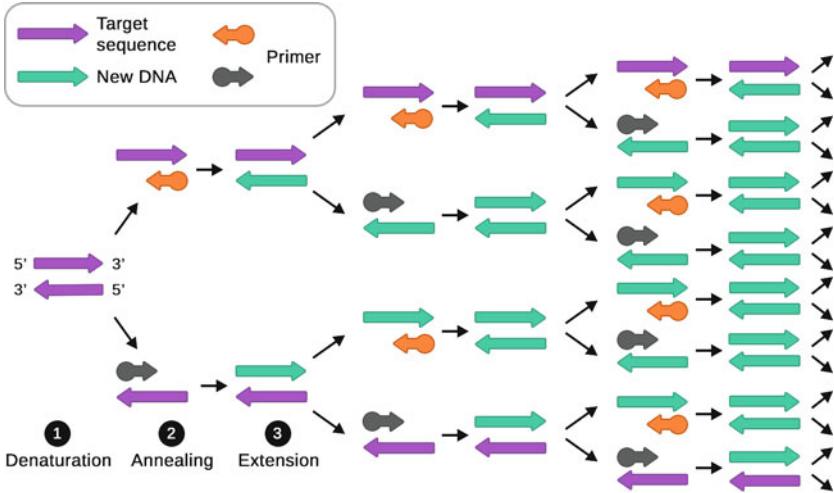 Target
sequence
Primer
New DNA
5’ 3’
3’ 5’
1 2 3
Denaturation Annealing Extension